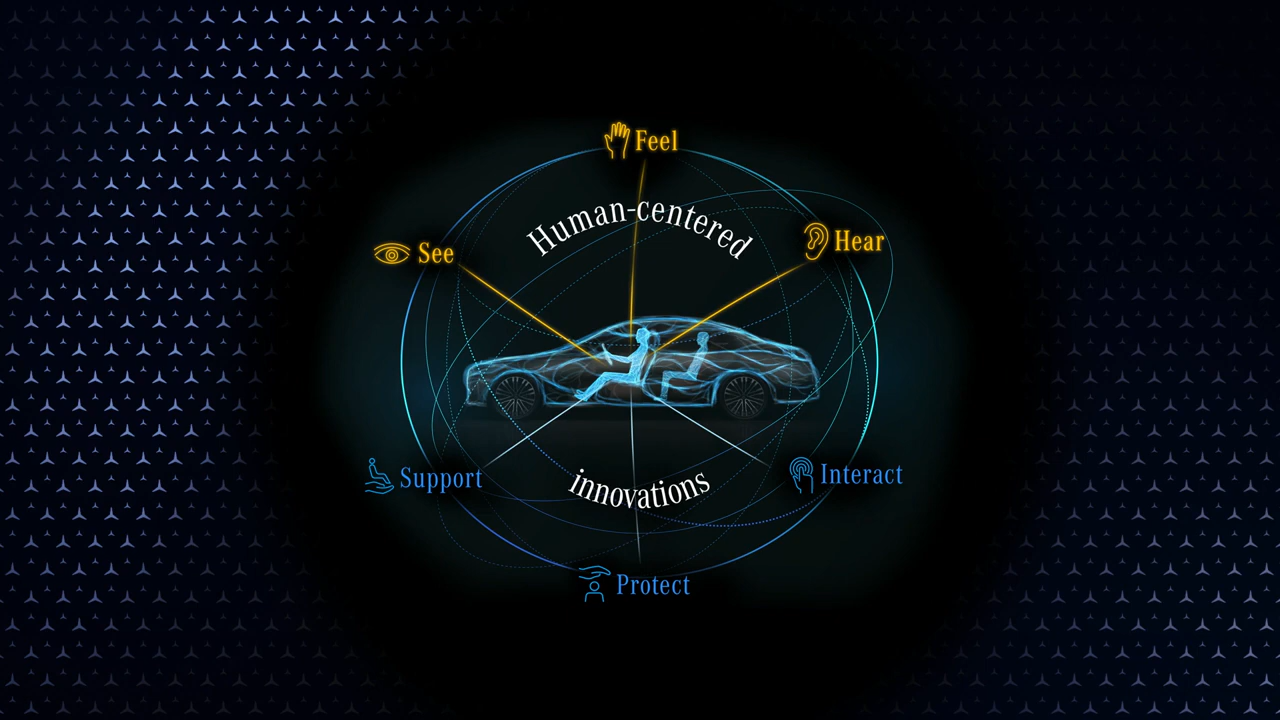 Feel
Human-centered
See
Hear
Support
innovations
Interact
Protect